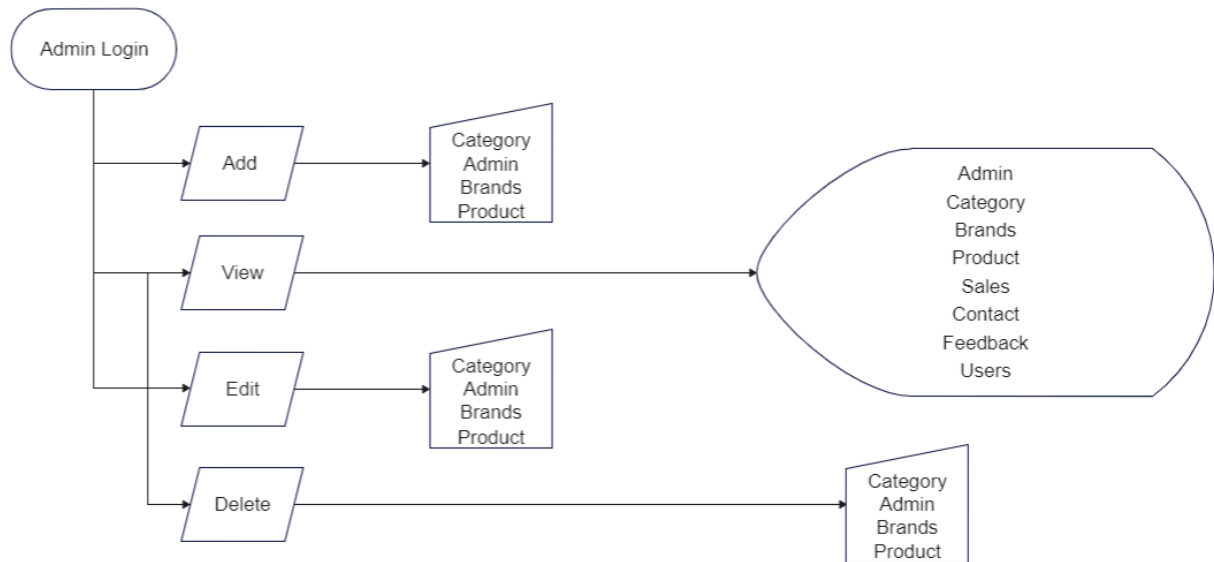 Admin Login
Add
Category
Admin
Brands
Product
View
Admin
Category
Brands
Product
Sales
Contact
Feedback
Users
Edit
Category
Admin
Brands
Product
Delete
Category
Admin
Brands
Product